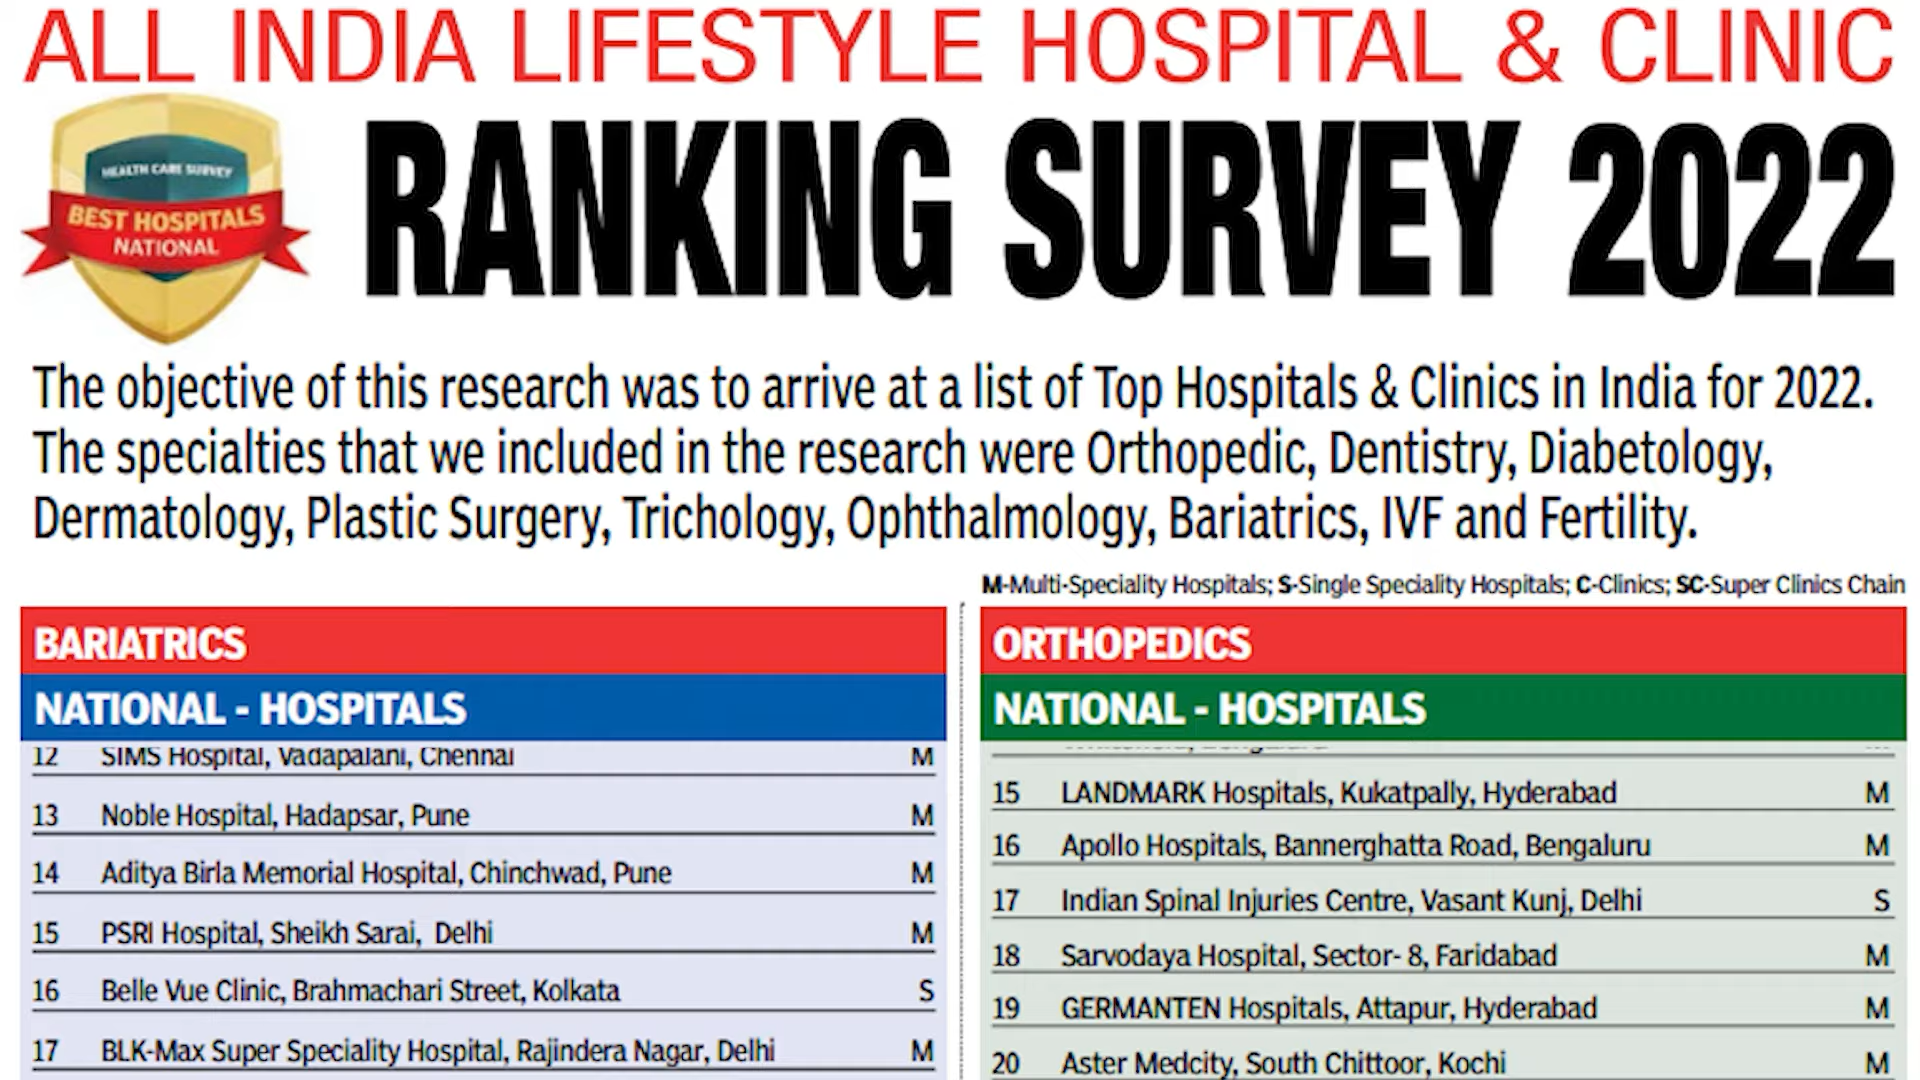 ALL INDIA LIFESTYLE HOSPITAL & CLINIC
HEALTH CARE SURVEY
BEST HOSPITALS
NATIONAL
RANKING SURVEY 2022
The objective of this research was to arrive at a list of Top Hospitals & Clinics in India for 2022.
The specialties that we included in the research were Orthopedic, Dentistry, Diabetology,
Dermatology, Plastic Surgery, Trichology, Ophthalmology, Bariatrics, IVF and Fertility.
M-Multi-Speciality Hospitals; S-Single Speciality Hospitals; C-Clinics; SC-Super Clinics Chain
BARIATRICS
NATIONAL - HOSPITALS
12 SIMS Hospital, Vadapalani, Chennai M
13 Noble Hospital, Hadapsar, Pune M
14 Aditya Birla Memorial Hospital, Chinchwad, Pune M
15 PSRI Hospital, Sheikh Sarai, Delhi M
16 Belle Vue Clinic, Brahmachari Street, Kolkata S
17 BLK-Max Super Speciality Hospital, Rajindera Nagar, Delhi M
ORTHOPEDICS
NATIONAL - HOSPITALS
15 LANDMARK Hospitals, Kukatpally, Hyderabad M
16 Apollo Hospitals, Bannerghatta Road, Bengaluru M
17 Indian Spinal Injuries Centre, Vasant Kunj, Delhi S
18 Sarvodaya Hospital, Sector- 8, Faridabad M
19 GERMANTEN Hospitals, Attapur, Hyderabad M
20 Aster Medcity, South Chittoor, Kochi M